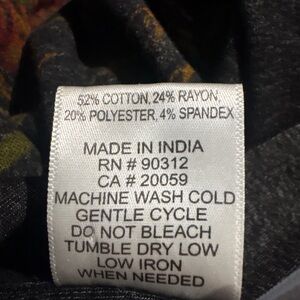 52% COTTON, 24% RAYON,
20% POLYESTER, 4% SPANDEX
MADE IN INDIA
RN # 90312
CA # 20059
MACHINE WASH COLD
GENTLE CYCLE
DO NOT BLEACH
TUMBLE DRY LOW
LOW IRON
WHEN NEEDED